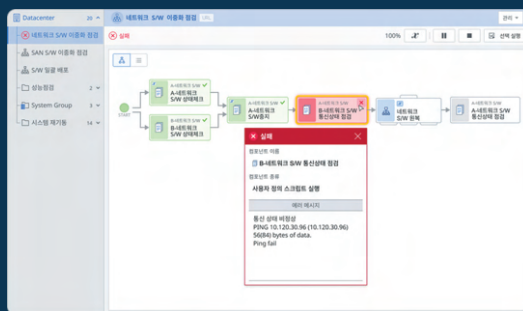 Datacenter 20
네트워크 S/W 이중화 점검
SAN S/W 이중화 점검
S/W 일괄 배포
성능점검 2
System Group 3
시스템 재기동 14
네트워크 S/W 이중화 점검 URL
관리
실패
100%
선택 실행
START
A-네트워크 S/W
A-네트워크
S/W 상태체크
B-네트워크 S/W
B-네트워크
S/W 상태체크
A-네트워크 S/W
A-네트워크
S/W중지
B-네트워크 S/W
B-네트워크 S/W
통신상태 점검
네트워크
S/W 원복
A-네트워크 S/W
A-네트워크 S/W
통신상태 점검
실패
컴포넌트 이름
B-네트워크 S/W 통신상태 점검
컴포넌트 종류
사용자 정의 스크립트 실행
에러 메시지
통신 상태 비정상
PING 10.120.30.96 (10.120.30.96)
56(84) bytes of data.
Ping fail